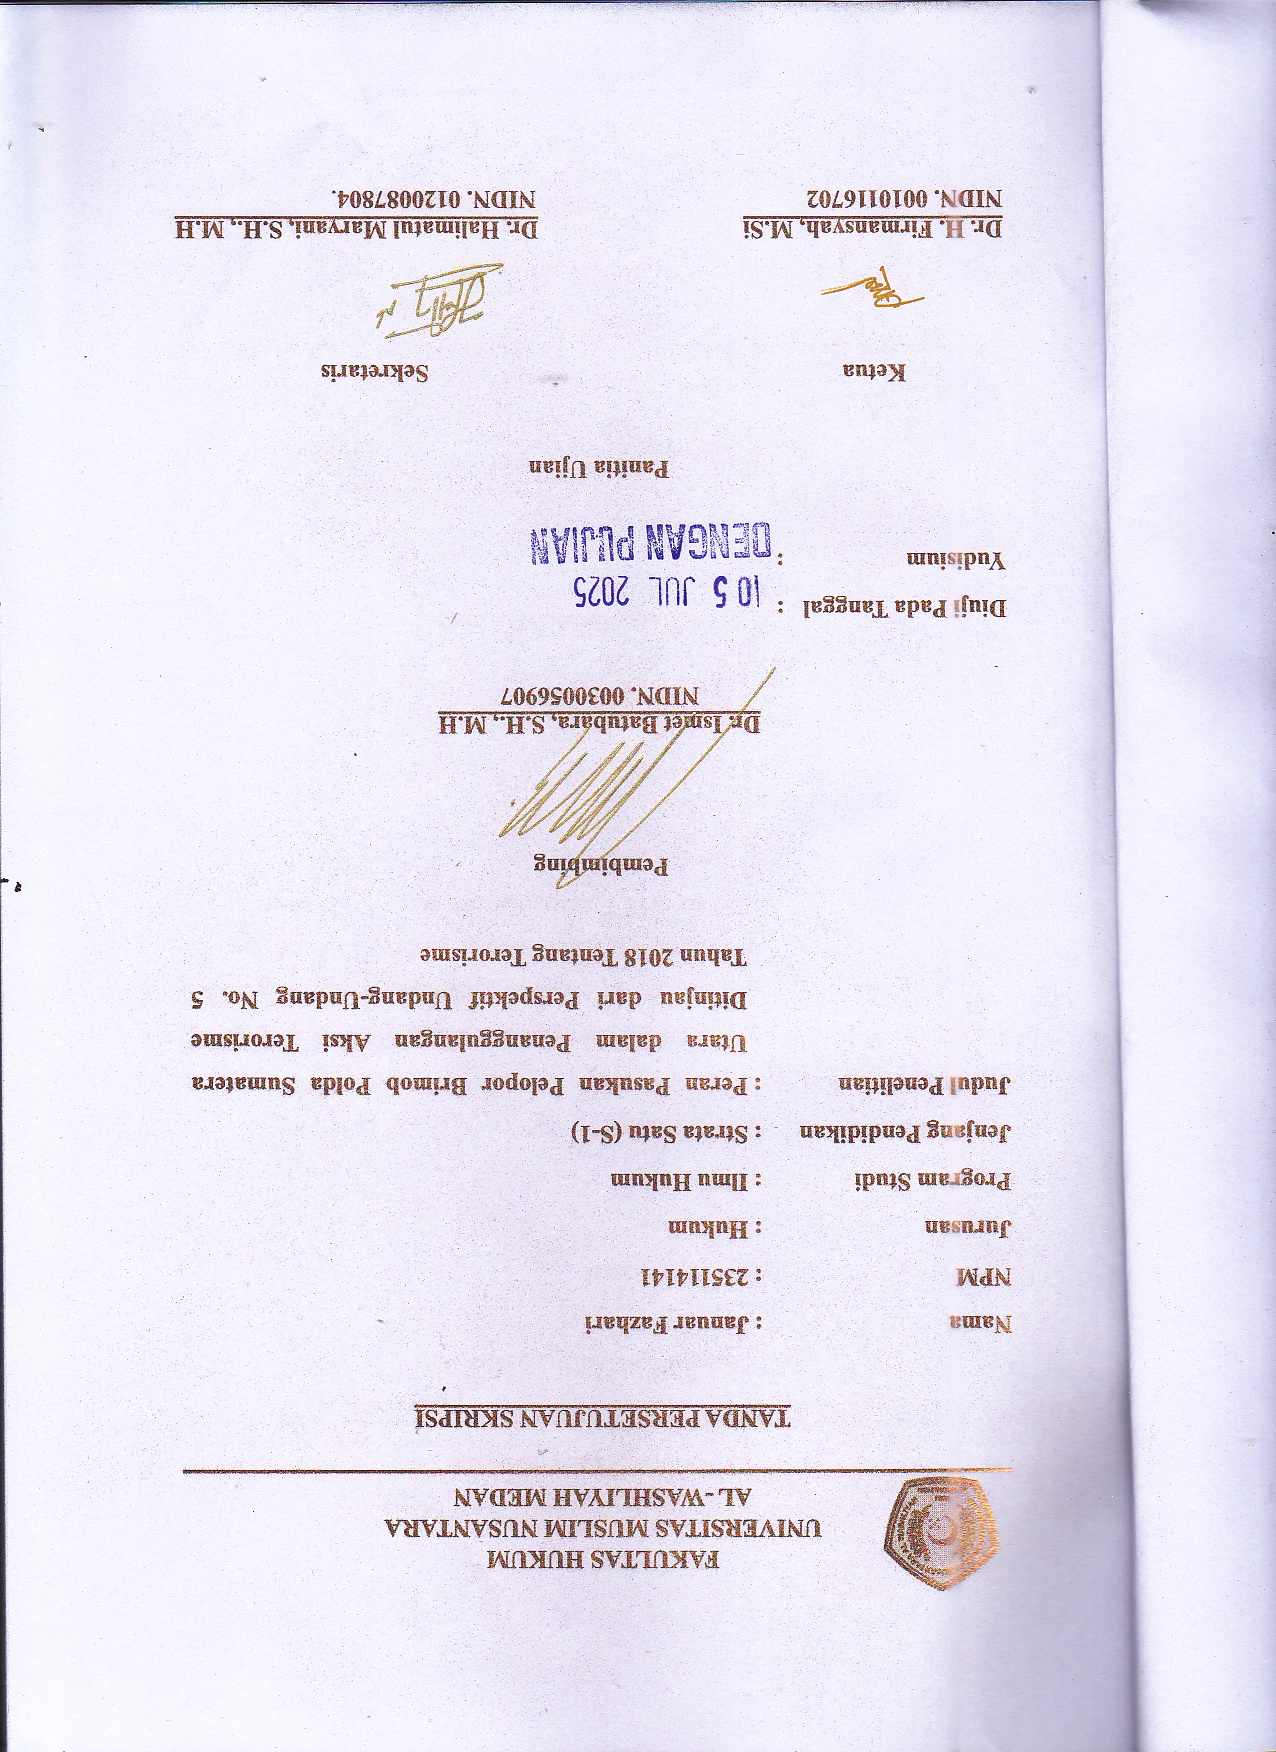 FAKULTAS HUKUM
UNIVERSITAS MUSLIM NUSANTARA
AL -WASHLIYAH MEDAN
TANDA PERSETUJUAN SKRIPSI
Nama : Januar Fazhari
NPM : 235114141
Jurusan : Hukum
Program Studi : Ilmu Hukum
Jenjang Pendidikan : Strata Satu (S-1)
Judul Penelitian : Peran Pasukan Pelopor Brimob Polda Sumatera
Utara dalam Penanggulangan Aksi Terorisme
Ditinjau dari Perspektif Undang-Undang No. 5
Tahun 2018 Tentang Terorisme
Pembimbing
Dr. Ismet Batubara, S.H., M.H
NIDN. 0030056907
Diuji Pada Tanggal : 05 JUL 2025
Yudisium : DENGAN PUJIAN
Panitia Ujian
Ketua Sekretaris
Dr. H. Firmansyah, M.Si Dr. Halimatul Maryani, S.H., M.H
NIDN. 0010116702 NIDN. 0120087804.